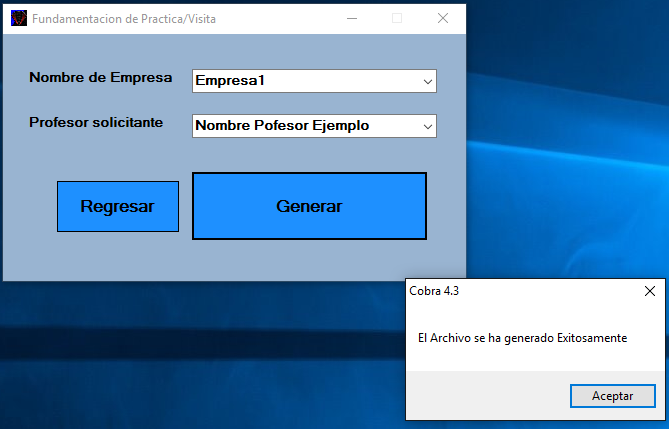 Fundamentacion de Practica/Visita
Nombre de Empresa Empresa1
Profesor solicitante Nombre Pofesor Ejemplo
Regresar Generar
Cobra 4.3
El Archivo se ha generado Exitosamente
Aceptar